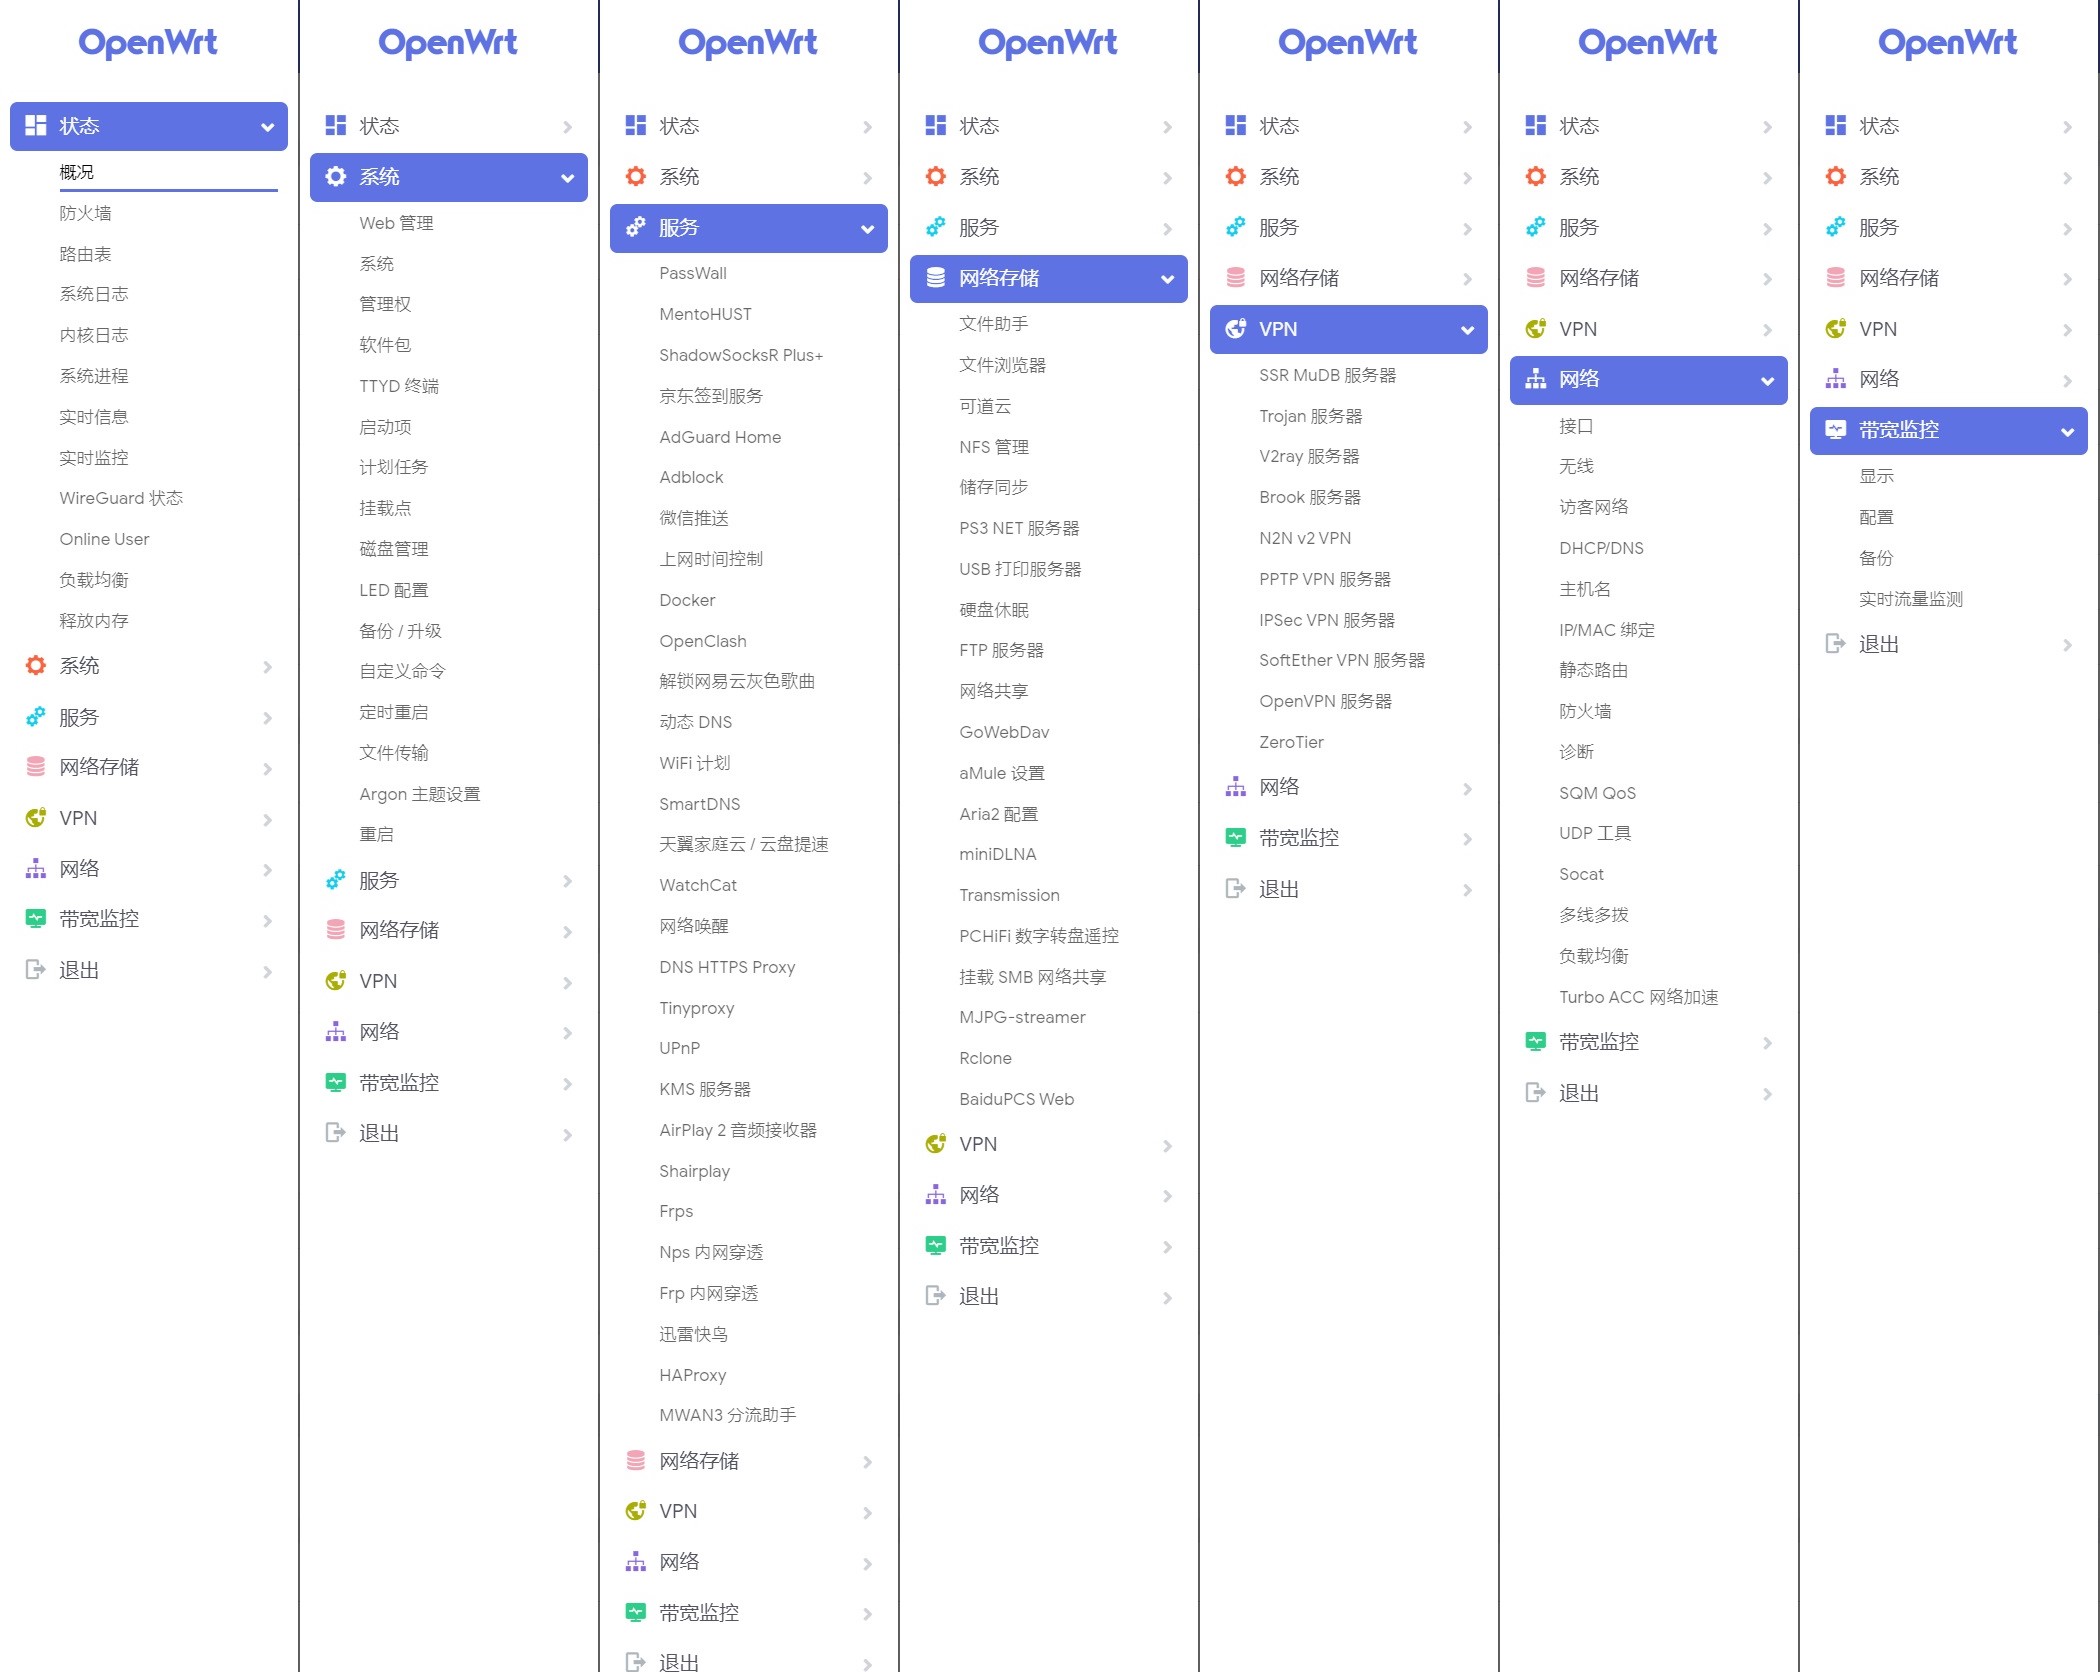 OpenWrt
状态
概况
防火墙
路由表
系统日志
内核日志
系统进程
实时信息
实时监控
WireGuard 状态
Online User
负载均衡
释放内存
系统
服务
网络存储
VPN
网络
带宽监控
退出
OpenWrt
状态
系统
Web 管理
系统
管理权
软件包
TTYD 终端
启动项
计划任务
挂载点
磁盘管理
LED 配置
备份 / 升级
自定义命令
定时重启
文件传输
Argon 主题设置
重启
服务
网络存储
VPN
网络
带宽监控
退出
OpenWrt
状态
系统
服务
PassWall
MentoHUST
ShadowSocksR Plus+
京东签到服务
AdGuard Home
Adblock
微信推送
上网时间控制
Docker
OpenClash
解锁网易云灰色歌曲
动态 DNS
WiFi 计划
SmartDNS
天翼家庭云 / 云盘提速
WatchCat
网络唤醒
DNS HTTPS Proxy
Tinyproxy
UPnP
KMS 服务器
AirPlay 2 音频接收器
Shairplay
Frps
Nps 内网穿透
Frp 内网穿透
迅雷快鸟
HAProxy
MWAN3 分流助手
网络存储
VPN
网络
带宽监控
退出
OpenWrt
状态
系统
服务
网络存储
文件助手
文件浏览器
可道云
NFS 管理
储存同步
PS3 NET 服务器
USB 打印服务器
硬盘休眠
FTP 服务器
网络共享
GoWebDav
aMule 设置
Aria2 配置
miniDLNA
Transmission
PCHiFi 数字转盘遥控
挂载 SMB 网络共享
MJPG-streamer
Rclone
BaiduPCS Web
VPN
网络
带宽监控
退出
OpenWrt
状态
系统
服务
网络存储
VPN
SSR MuDB 服务器
Trojan 服务器
V2ray 服务器
Brook 服务器
N2N v2 VPN
PPTP VPN 服务器
IPSec VPN 服务器
SoftEther VPN 服务器
OpenVPN 服务器
ZeroTier
网络
带宽监控
退出
OpenWrt
状态
系统
服务
网络存储
VPN
网络
接口
无线
访客网络
DHCP/DNS
主机名
IP/MAC 绑定
静态路由
防火墙
诊断
SQM QoS
UDP 工具
Socat
多线多拨
负载均衡
Turbo ACC 网络加速
带宽监控
退出
OpenWrt
状态
系统
服务
网络存储
VPN
网络
带宽监控
显示
配置
备份
实时流量监测
退出